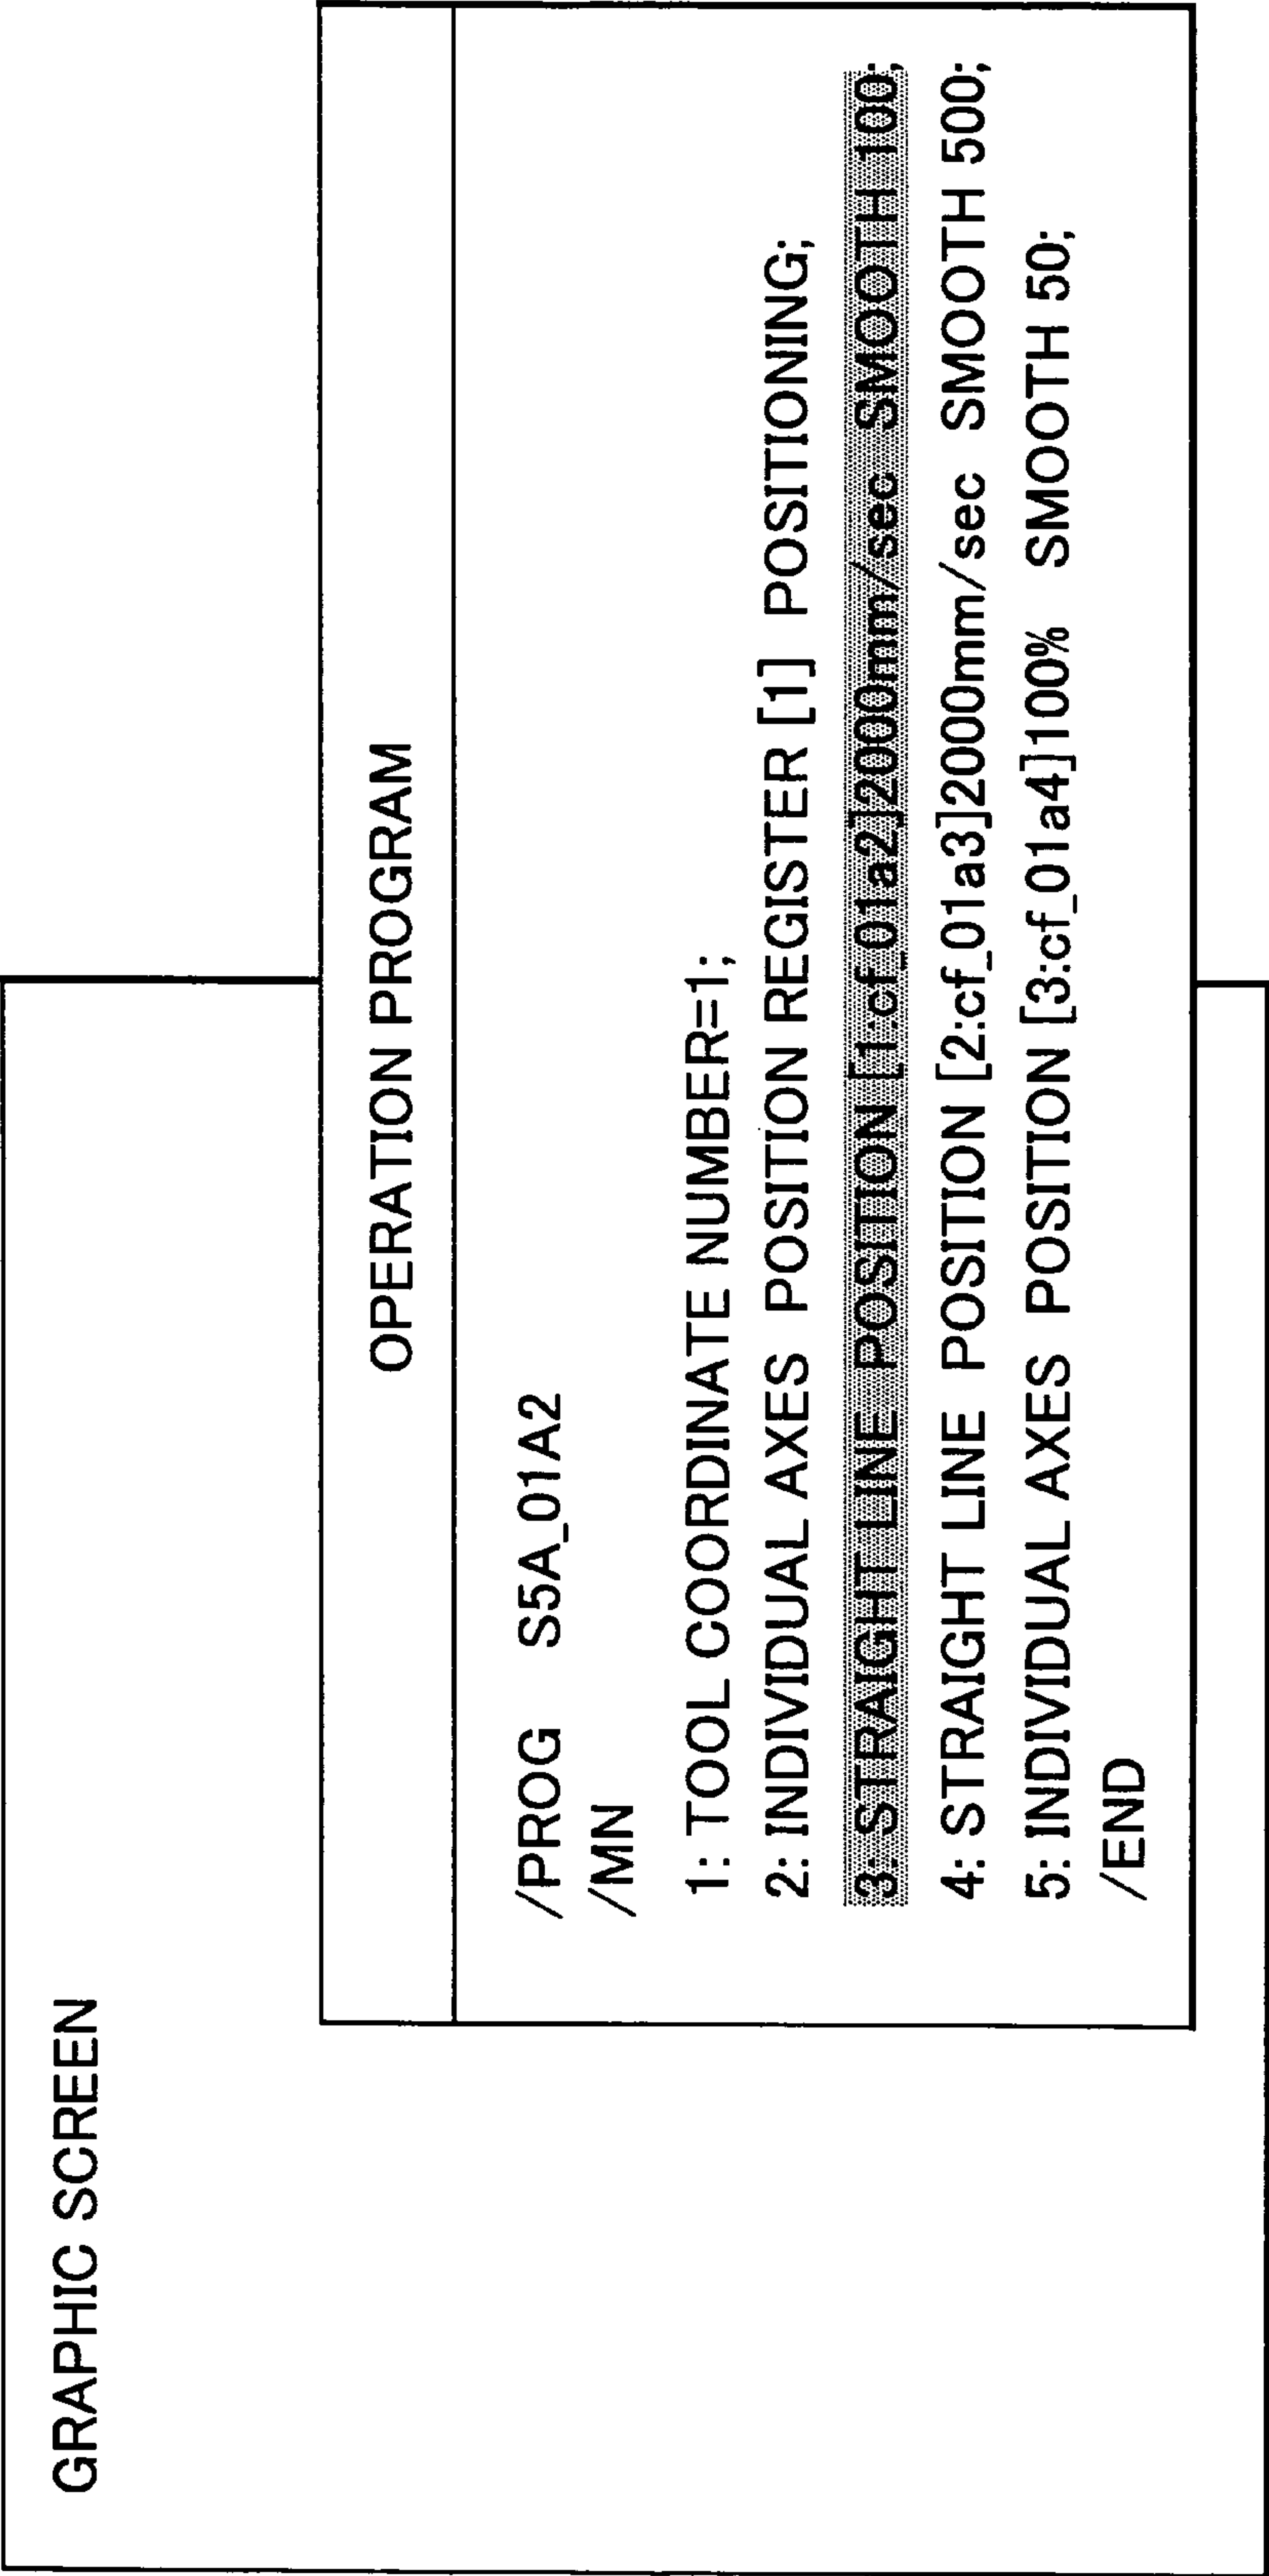 GRAPHIC SCREEN
OPERATION PROGRAM
/PROG S5A_01A2
/MN
1: TOOL COORDINATE NUMBER=1;
2: INDIVIDUAL AXES POSITION REGISTER [1] POSITIONING;
3: STRAIGHT LINE POSITION [1:cf_01a2]2000mm/sec SMOOTH 100;
4: STRAIGHT LINE POSITION [2:cf_01a3]2000mm/sec SMOOTH 500;
5: INDIVIDUAL AXES POSITION [3:cf_01a4]100% SMOOTH 50;
/END